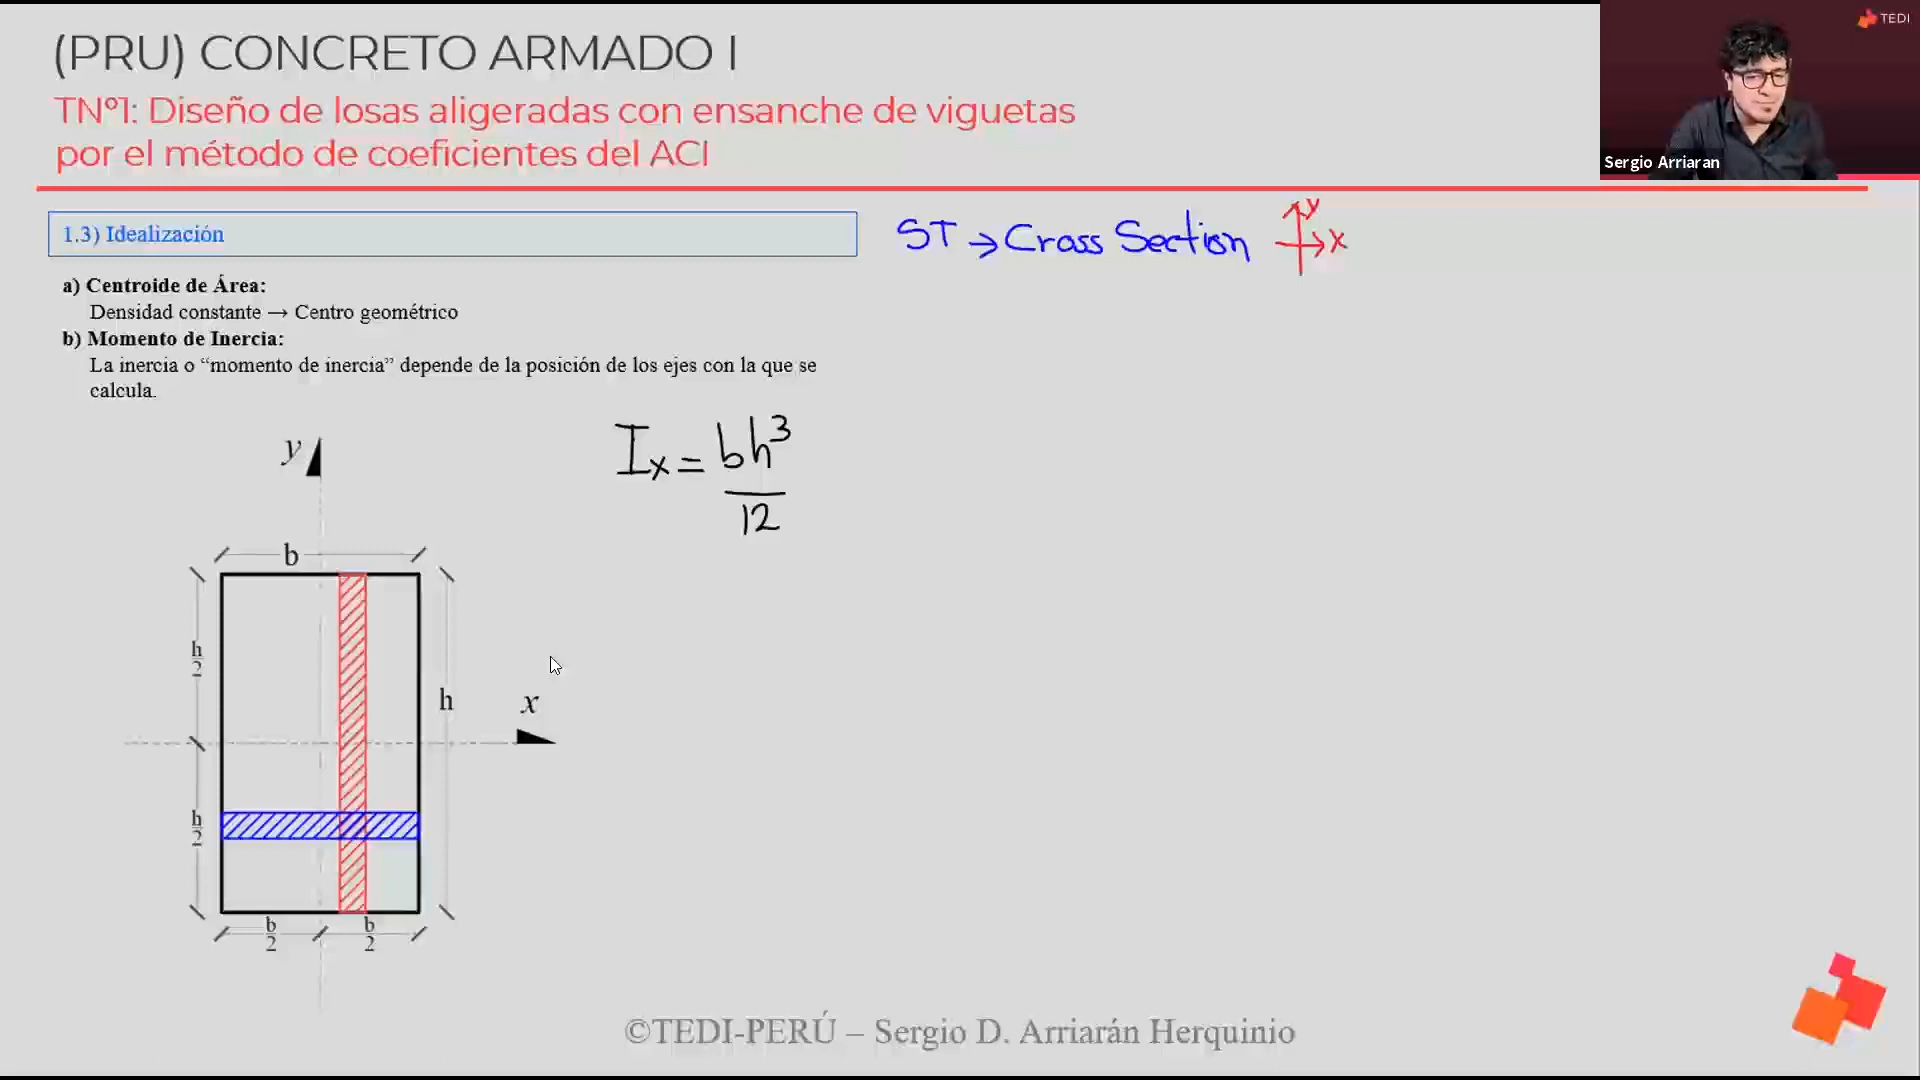 (PRU) CONCRETO ARMADO I
TN°1: Diseño de losas aligeradas con ensanche de viguetas
por el método de coeficientes del ACI
TEDI
Sergio Arriaran
1.3) Idealización
ST → Cross Section
y
x
a) Centroide de Área:
Densidad constante → Centro geométrico
b) Momento de Inercia:
La inercia o “momento de inercia” depende de la posición de los ejes con la que se
calcula.
Ix = bh³/12
y
b
h/2
h
x
h/2
b/2 b/2
©TEDI-PERÚ – Sergio D. Arriarán Herquinio